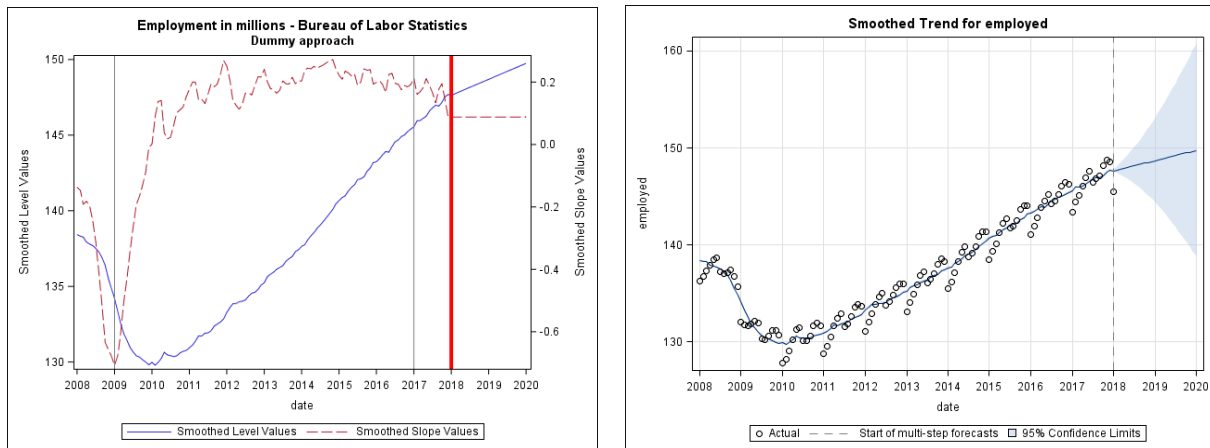 Employment in millions - Bureau of Labor Statistics
Dummy approach
150
145
140
135
130
Smoothed Level Values
0.2
0.0
-0.2
-0.4
-0.6
Smoothed Slope Values
2008 2009 2010 2011 2012 2013 2014 2015 2016 2017 2018 2019 2020
date
Smoothed Level Values Smoothed Slope Values
Smoothed Trend for employed
160
150
140
130
employed
2008 2009 2010 2011 2012 2013 2014 2015 2016 2017 2018 2019 2020
date
Actual Start of multi-step forecasts 95% Confidence Limits